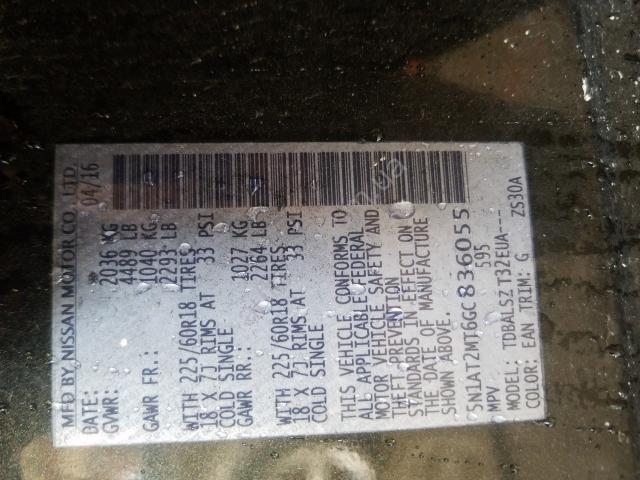 MFD BY NISSAN MOTOR CO., LTD.
DATE: 04/16
GVWR: 2036 KG
4489 LB
GAWR FR.: 1040 KG
2293 LB
WITH 225/60R18 TIRES
18 X 7J RIMS AT 33 PSI
COLD SINGLE
GAWR RR.: 1027 KG
2264 LB
WITH 225/60R18 TIRES
18 X 7J RIMS AT 33 PSI
COLD SINGLE
THIS VEHICLE CONFORMS TO
ALL APPLICABLE FEDERAL
MOTOR VEHICLE SAFETY AND
THEFT PREVENTION
STANDARDS IN EFFECT ON
THE DATE OF MANUFACTURE
SHOWN ABOVE.
5N1AT2MT6GC836055
MPV 595
MODEL: TDBALSZ T32EUA---
COLOR: EAN TRIM: G ZS30A